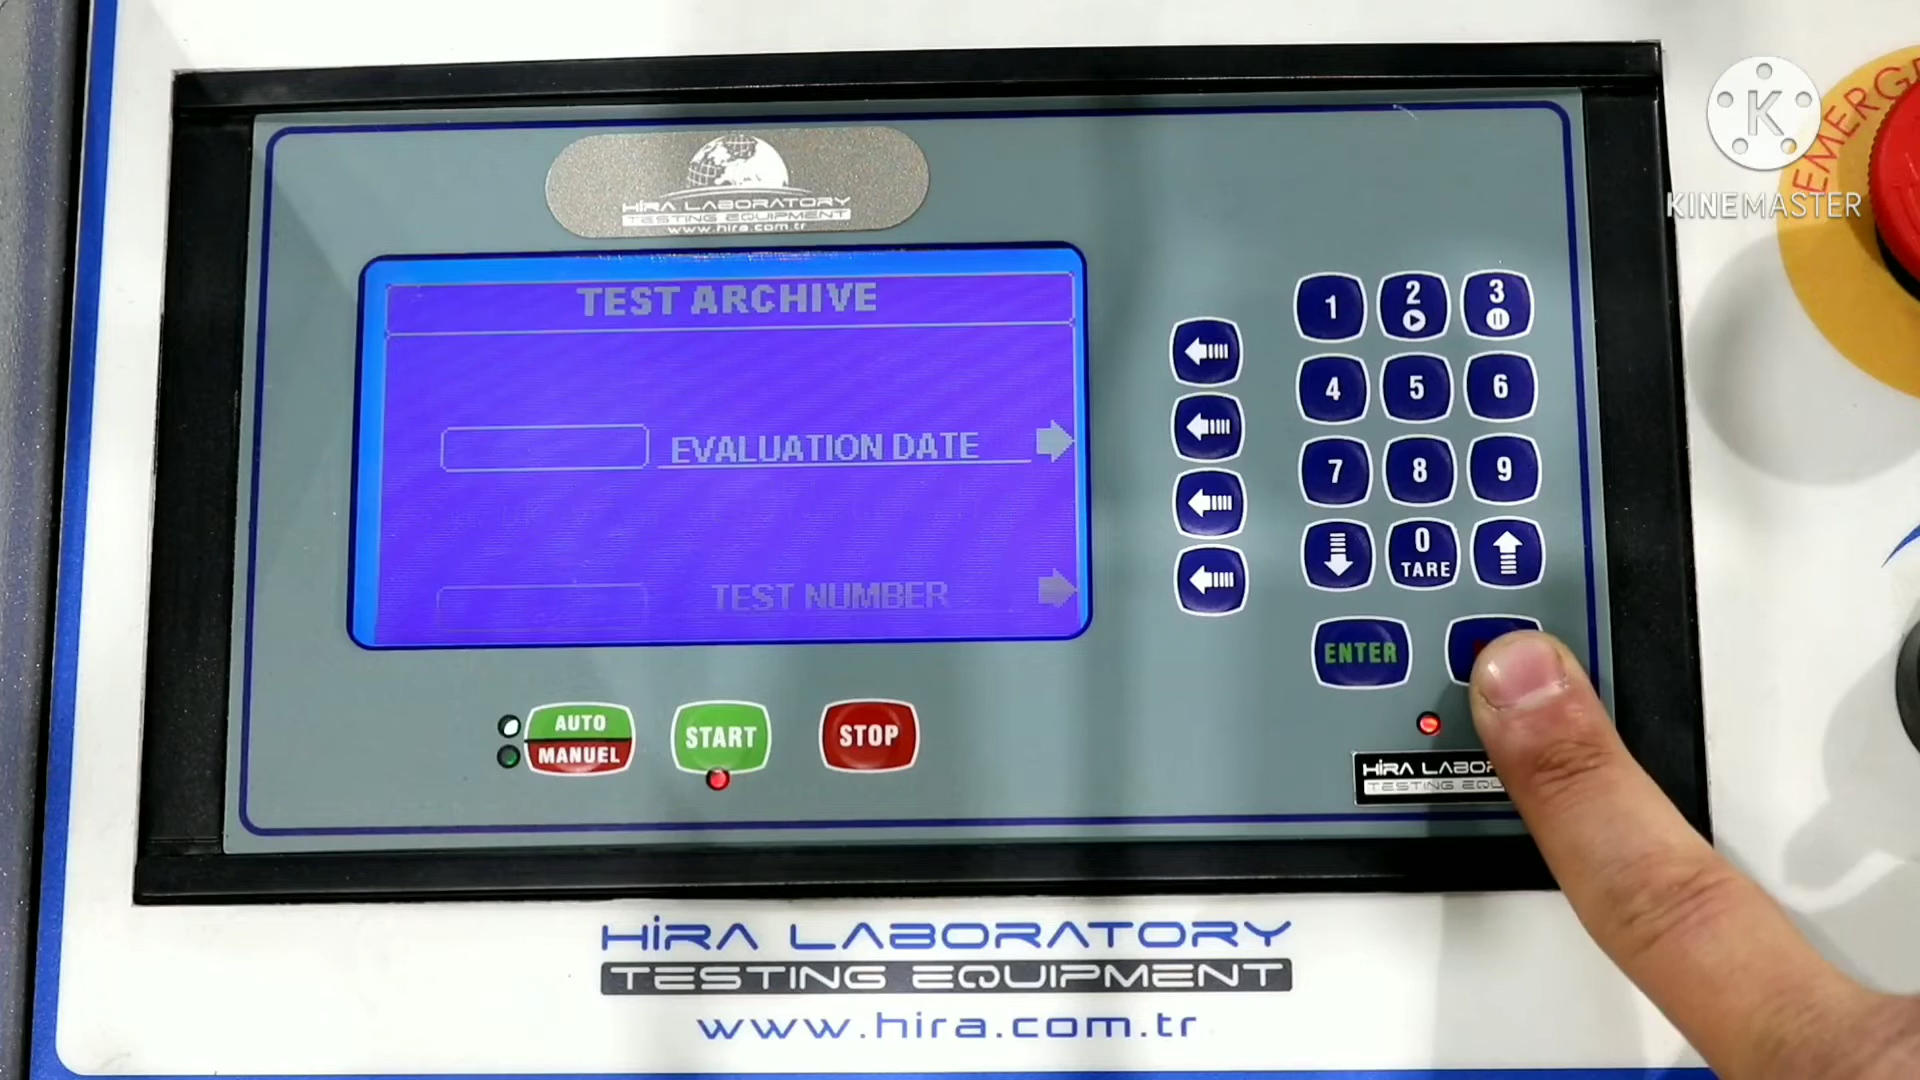 HİRA LABORATORY
TESTING EQUIPMENT
www.hira.com.tr
TEST ARCHIVE
EVALUATION DATE
TEST NUMBER
1
2
3
4
5
6
7
8
9
0
TARE
ENTER
AUTO
MANUEL
START
STOP
HİRA LABOR
TESTING EQU
HİRA LABORATORY
TESTING EQUIPMENT
www.hira.com.tr
EMERGE
K
KINEMASTER